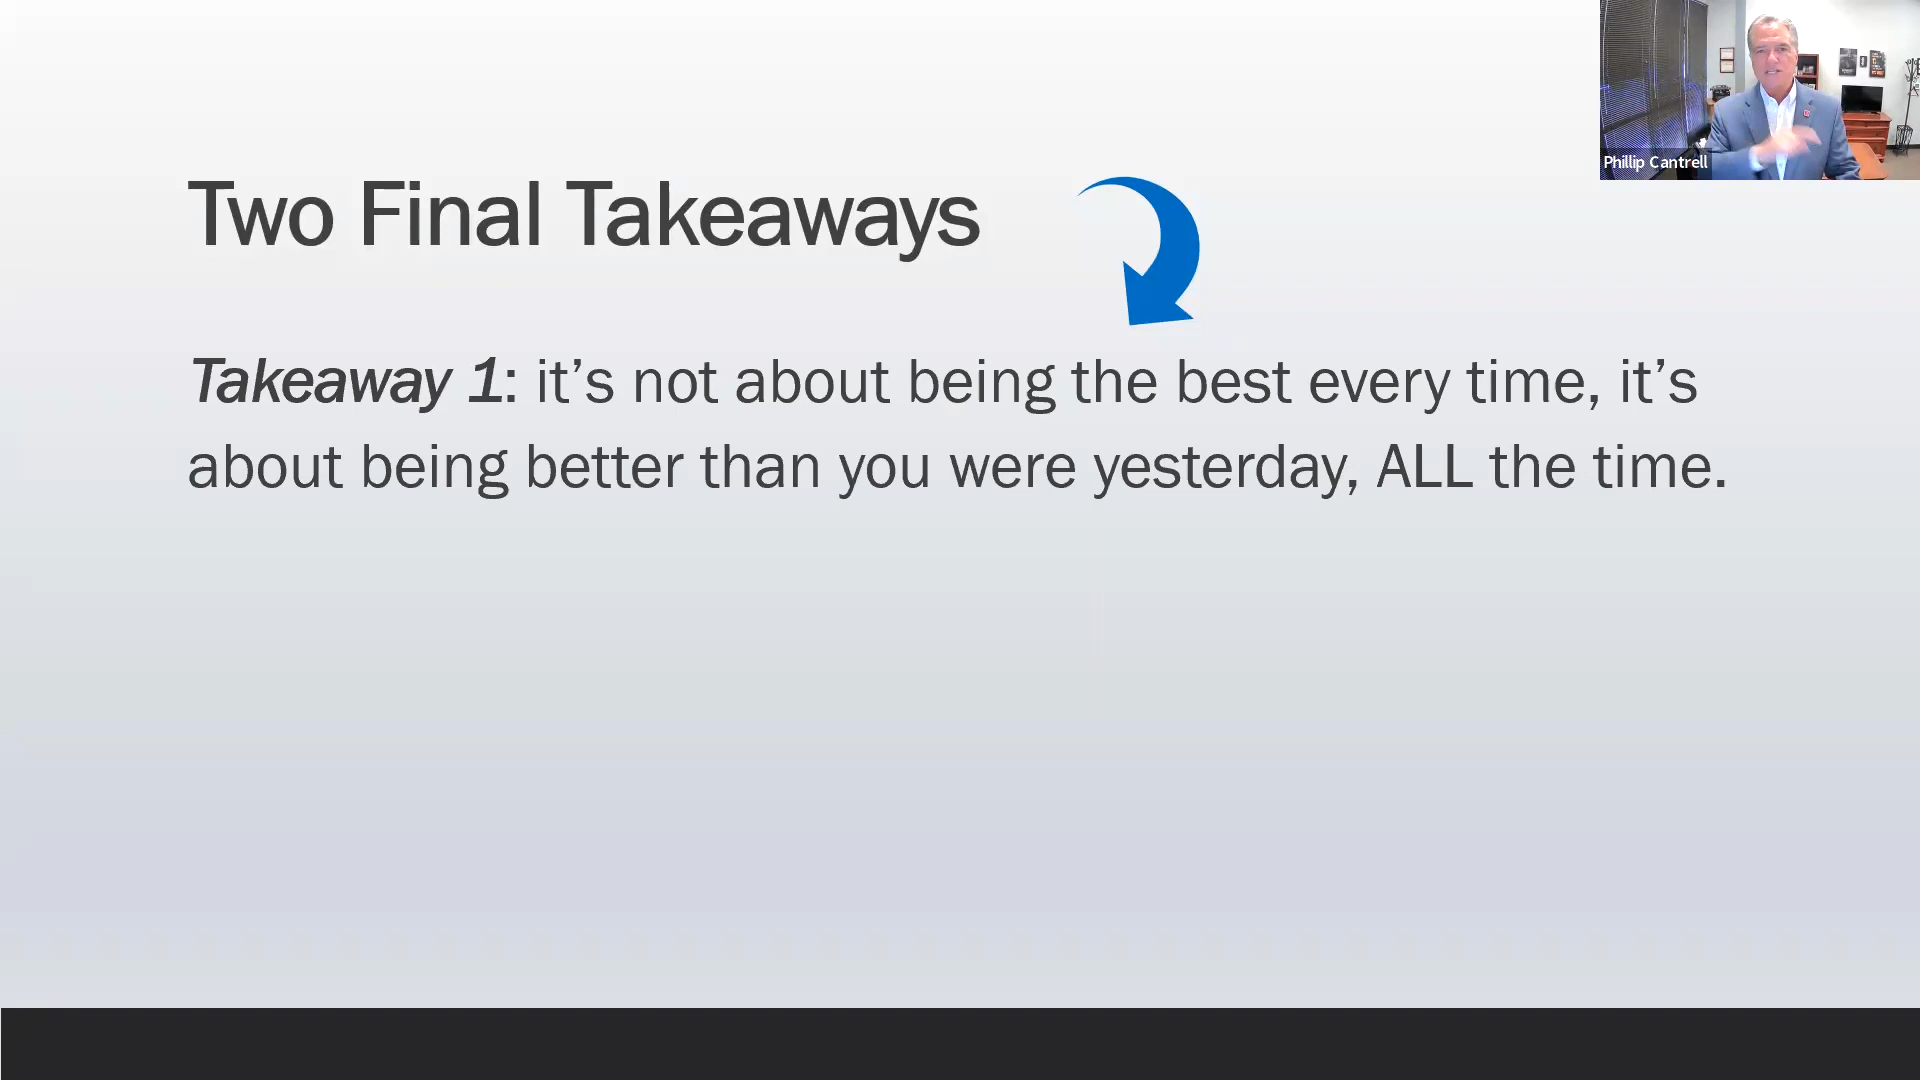 Phillip Cantrell
Two Final Takeaways
Takeaway 1: it’s not about being the best every time, it’s
about being better than you were yesterday, ALL the time.